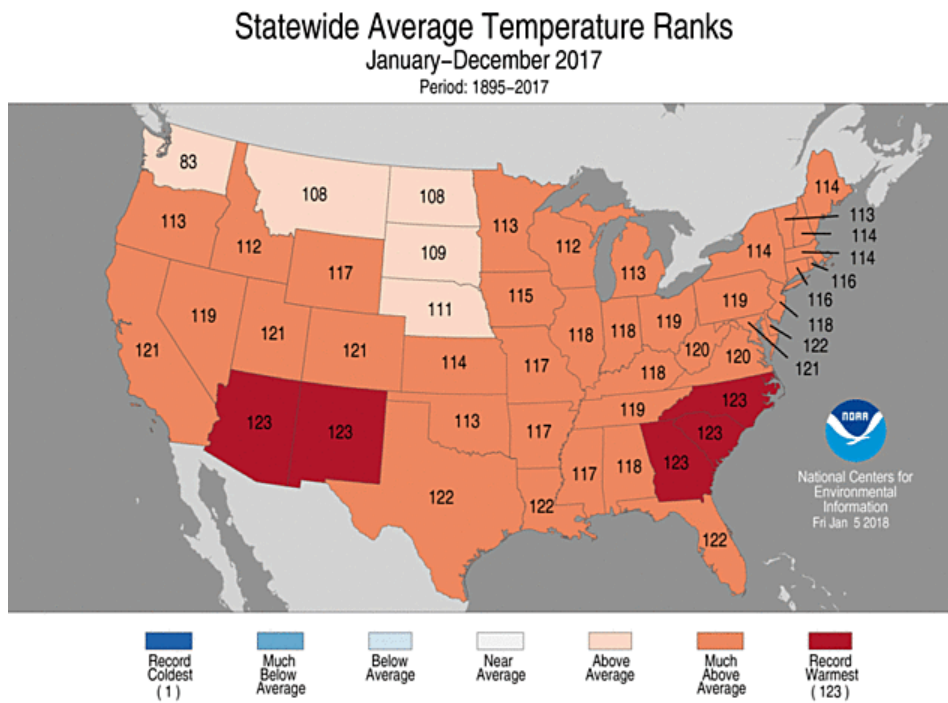 Statewide Average Temperature Ranks
January–December 2017
Period: 1895–2017
83
108
108
114
113
113
112
109
113
112
113
114
114
114
117
116
116
111
115
119
119
118
118
119
118
122
121
121
121
121
114
117
118
120
120
123
123
113
117
119
123
123
123
117
118
122
122
122
NOAA
National Centers for
Environmental
Information
Fri Jan 5 2018
Record
Coldest
( 1 )
Much
Below
Average
Below
Average
Near
Average
Above
Average
Much
Above
Average
Record
Warmest
( 123 )